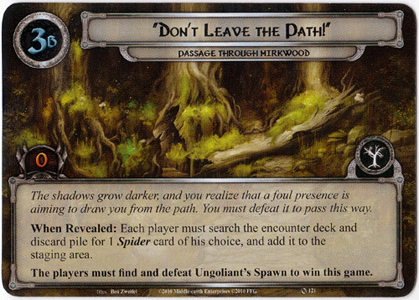 3B
"Don't Leave the Path!"
Passage Through Mirkwood
0
The shadows grow darker, and you realize that a foul presence is
aiming to draw you from the path. You must defeat it to pass this way.
When Revealed: Each player must search the encounter deck and
discard pile for 1 Spider card of his choice, and add it to the
staging area.
The players must find and defeat Ungoliant's Spawn to win this game.
Illus. Ben Zweifel ©2010 Middle-earth Enterprises ©2010 FFG 121